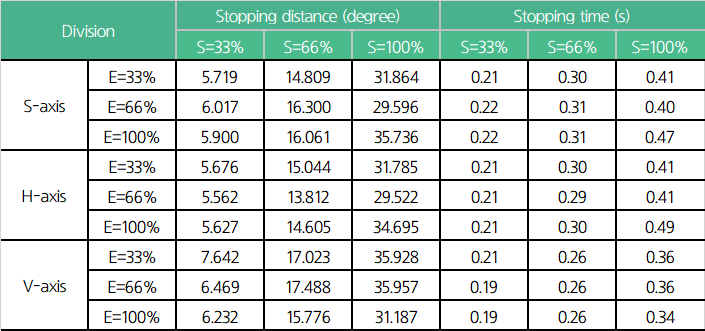 Division Stopping distance (degree) Stopping time (s)
S=33% S=66% S=100% S=33% S=66% S=100%
S-axis E=33% 5.719 14.809 31.864 0.21 0.30 0.41
E=66% 6.017 16.300 29.596 0.22 0.31 0.40
E=100% 5.900 16.061 35.736 0.22 0.31 0.47
H-axis E=33% 5.676 15.044 31.785 0.21 0.30 0.41
E=66% 5.562 13.812 29.522 0.21 0.29 0.41
E=100% 5.627 14.605 34.695 0.21 0.30 0.49
V-axis E=33% 7.642 17.023 35.928 0.21 0.26 0.36
E=66% 6.469 17.488 35.957 0.19 0.26 0.36
E=100% 6.232 15.776 31.187 0.19 0.26 0.34